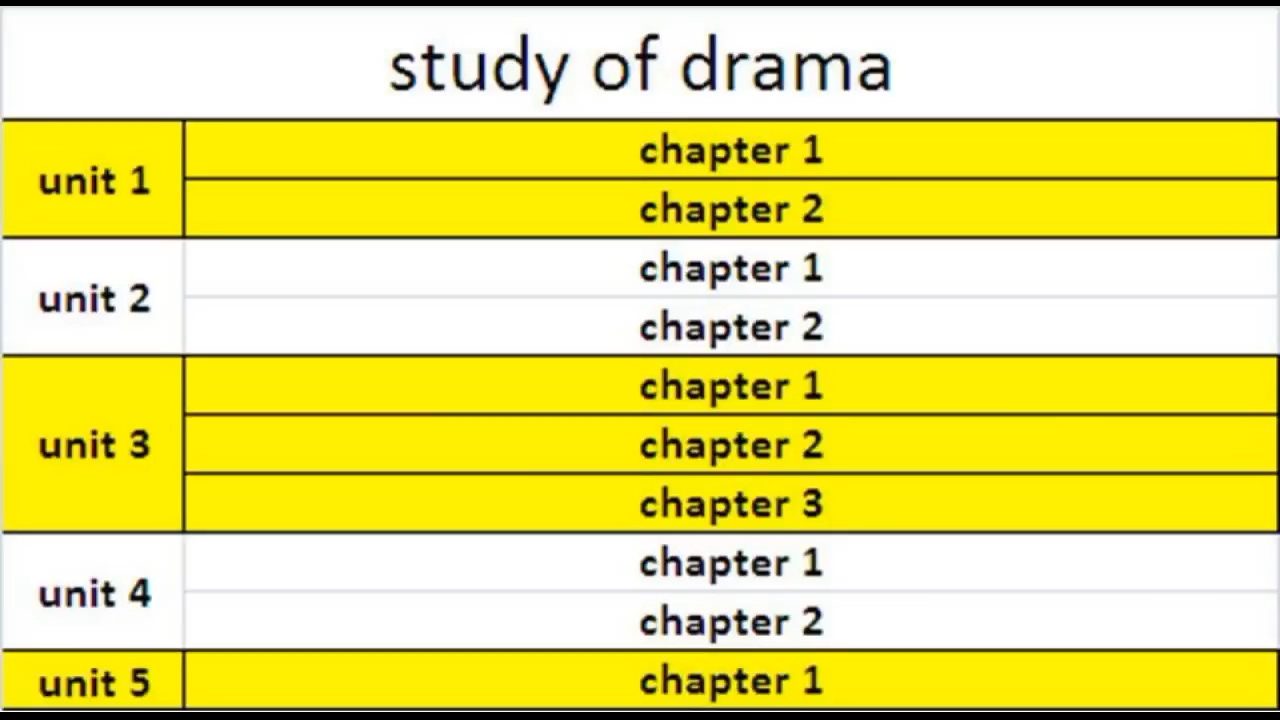 study of drama
unit 1
chapter 1
chapter 2
unit 2
chapter 1
chapter 2
unit 3
chapter 1
chapter 2
chapter 3
unit 4
chapter 1
chapter 2
unit 5
chapter 1